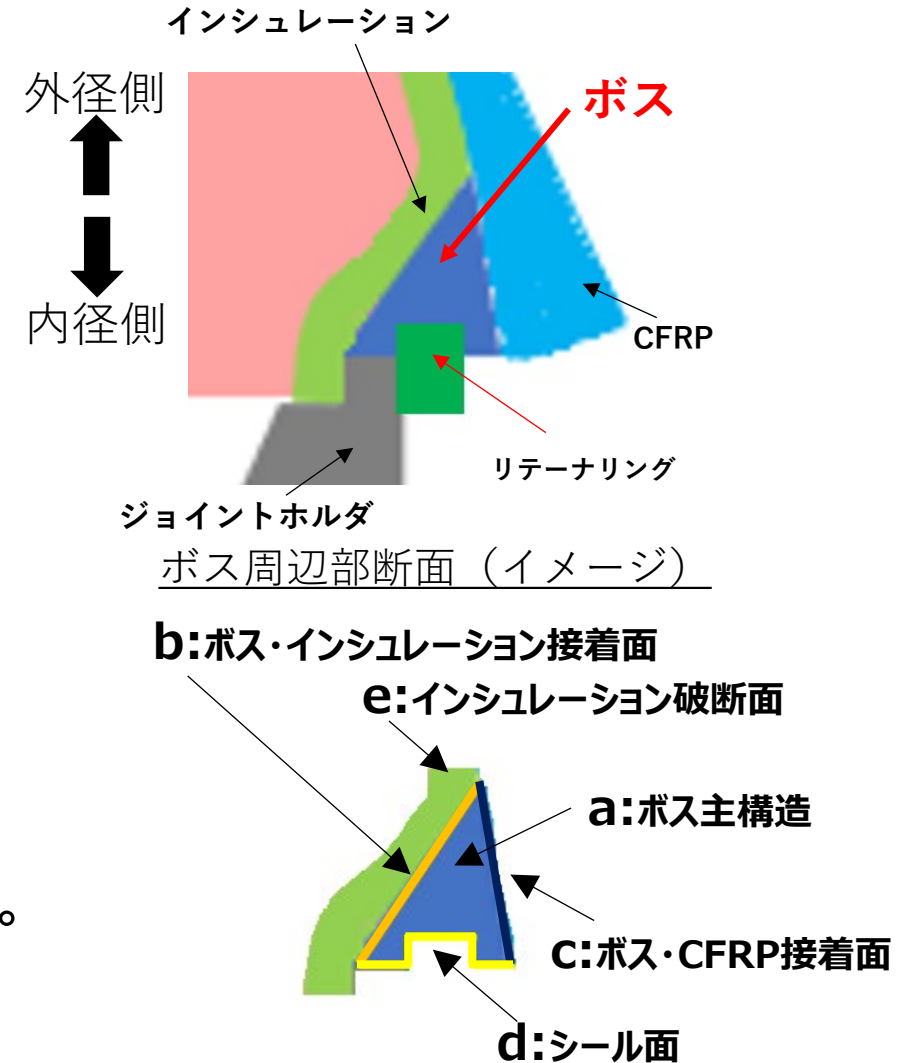 インシュレーション
外径側
ボス
内径側
CFRP
リテーナリング
ジョイントホルダ
ボス周辺部断面（イメージ）
b:ボス・インシュレーション接着面
e:インシュレーション破断面
a:ボス主構造
。
c:ボス・CFRP接着面
d:シール面